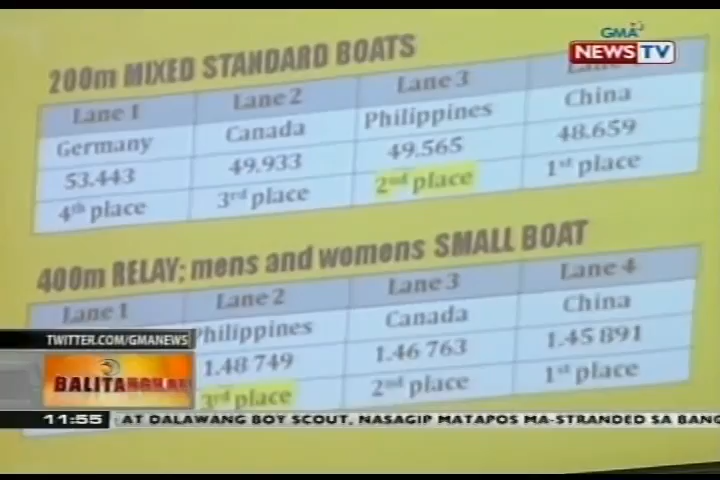 GMA
NEWS TV
200m MIXED STANDARD BOATS
Lane 1 Lane 2 Lane 3
Germany Canada Philippines China
53.443 49.933 49.565 48.659
4th place 3rd place 2nd place 1st place
400m RELAY; mens and womens SMALL BOAT
Lane 1 Lane 2 Lane 3 Lane 4
Philippines Canada China
1.48 749 1.46 763 1.45 891
3rd place 2nd place 1st place
TWITTER.COM/GMANEWS
11:55 AT DALAWANG BOY SCOUT, NASAGIP MATAPOS MA-STRANDED SA